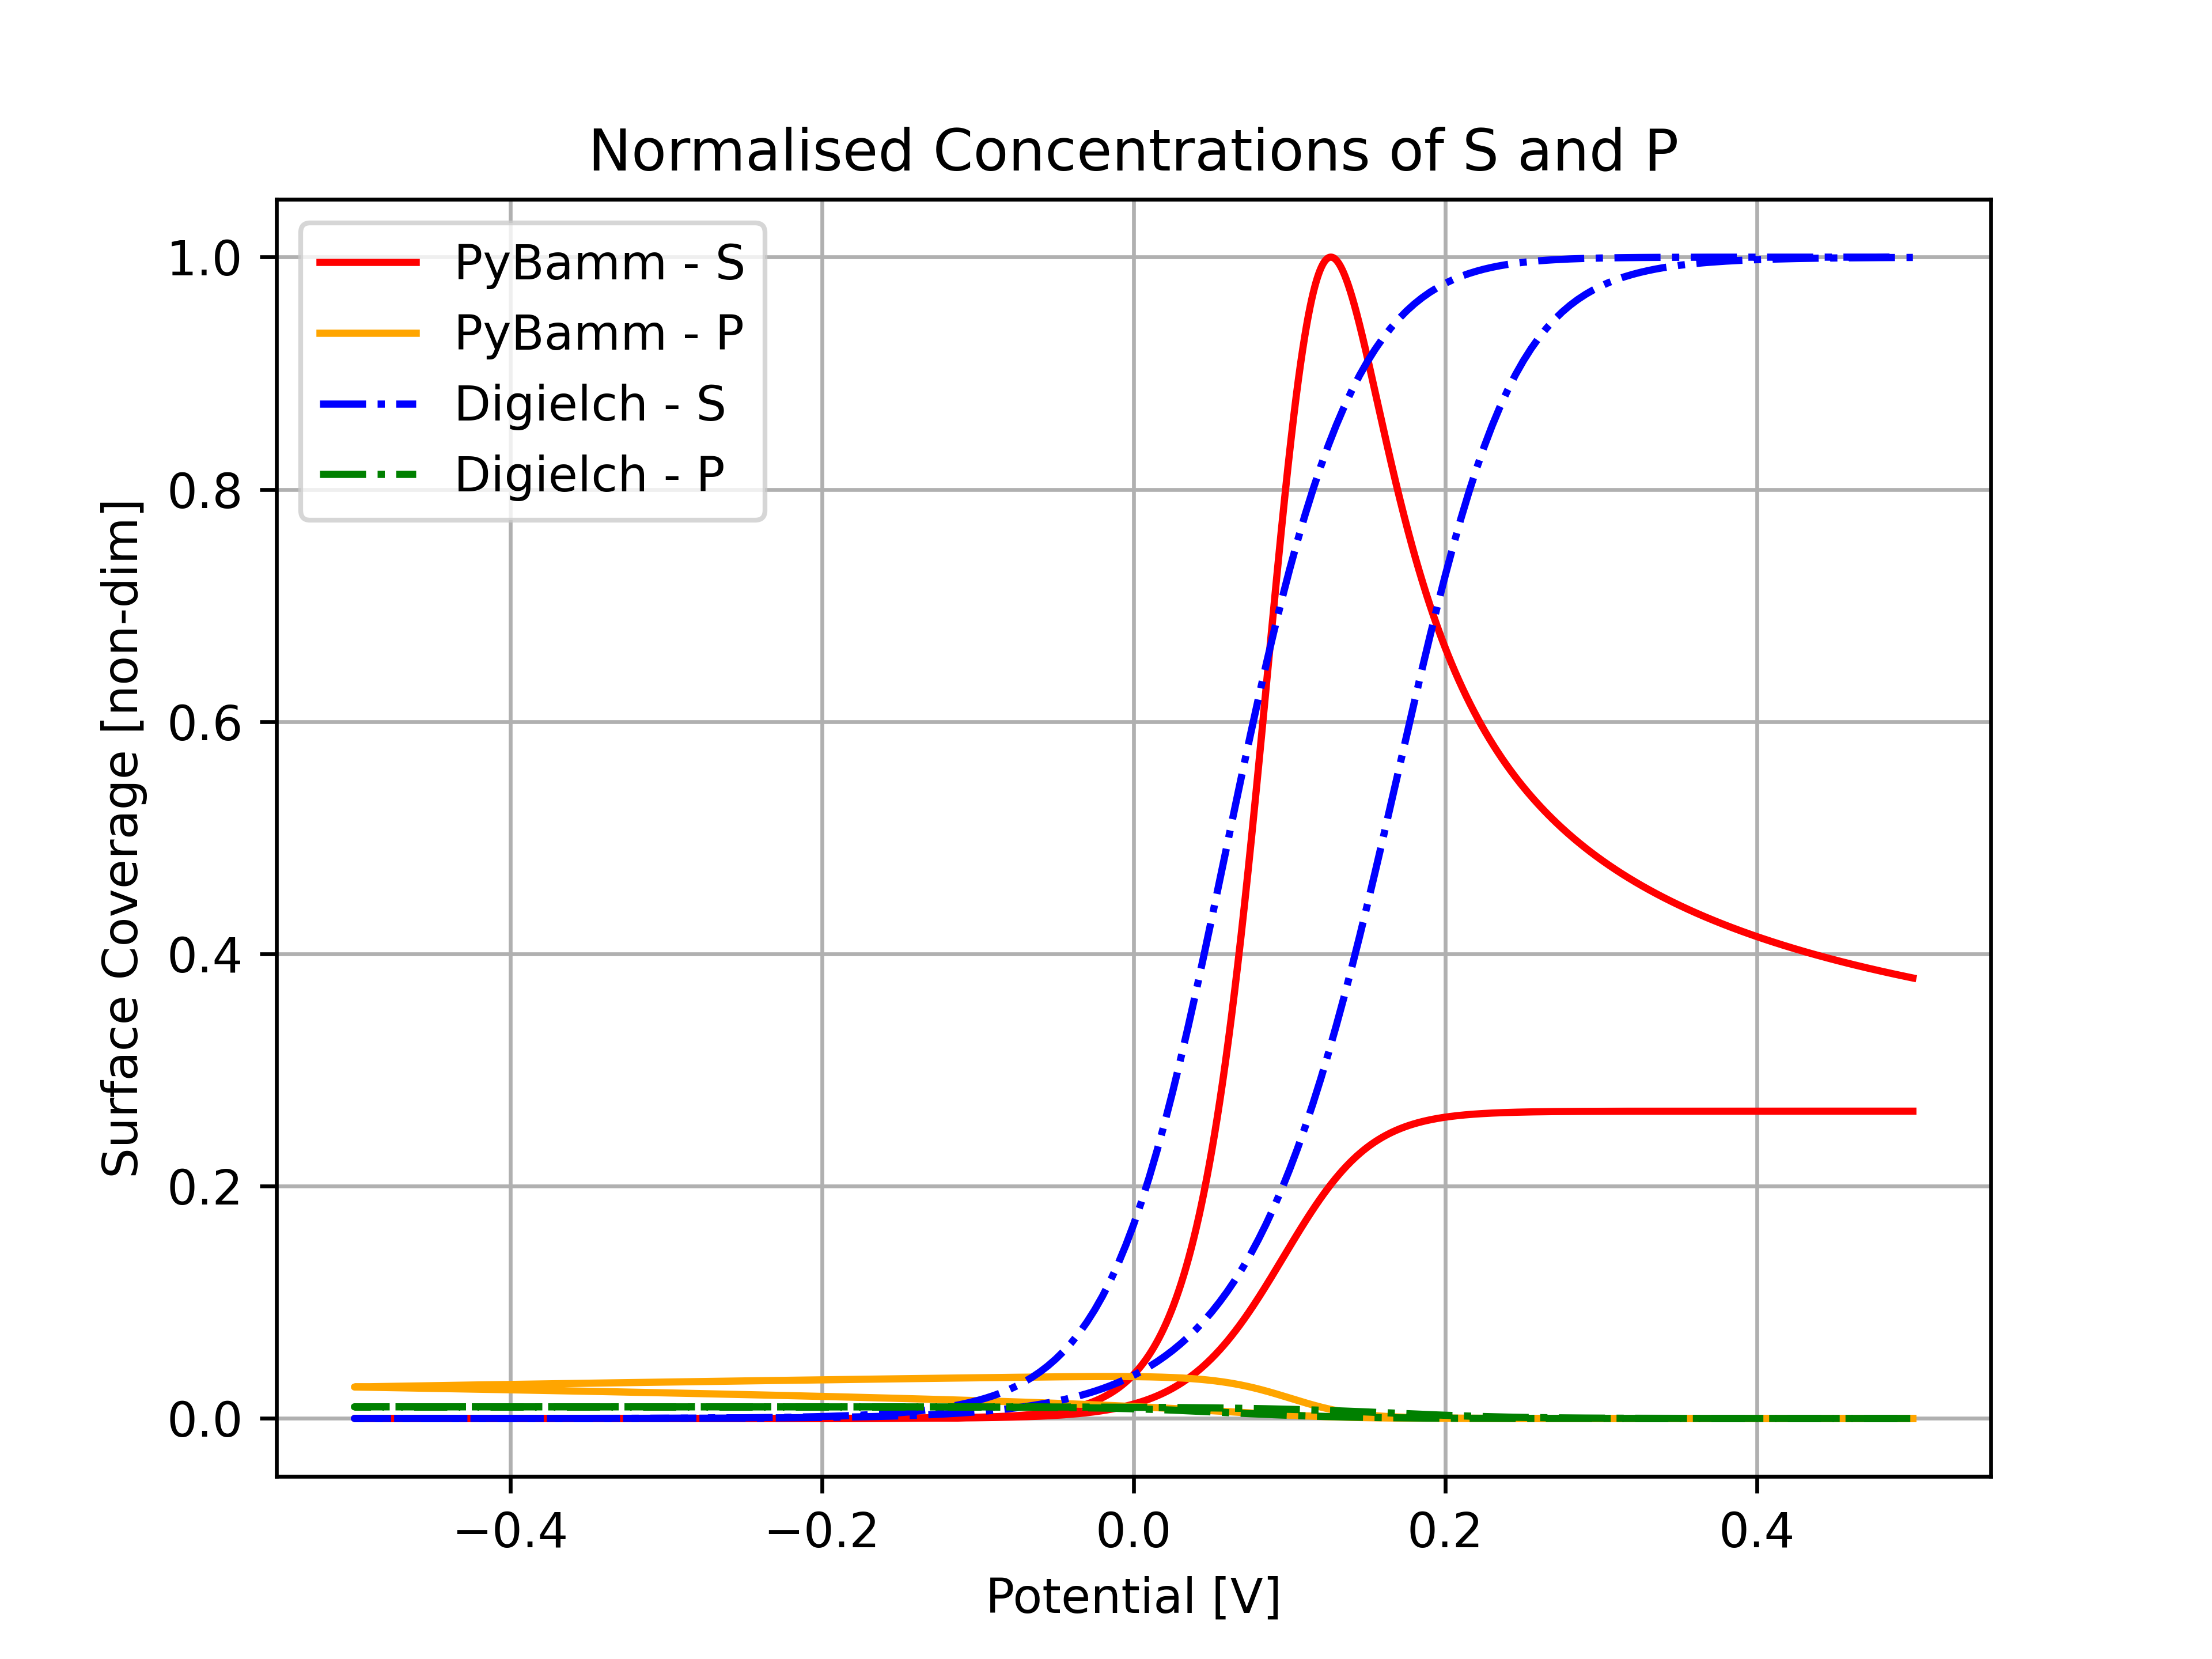 Normalised Concentrations of S and P
PyBamm - S
PyBamm - P
Digielch - S
Digielch - P
Surface Coverage [non-dim]
1.0
0.8
0.6
0.4
0.2
0.0
−0.4
−0.2
0.0
0.2
0.4
Potential [V]